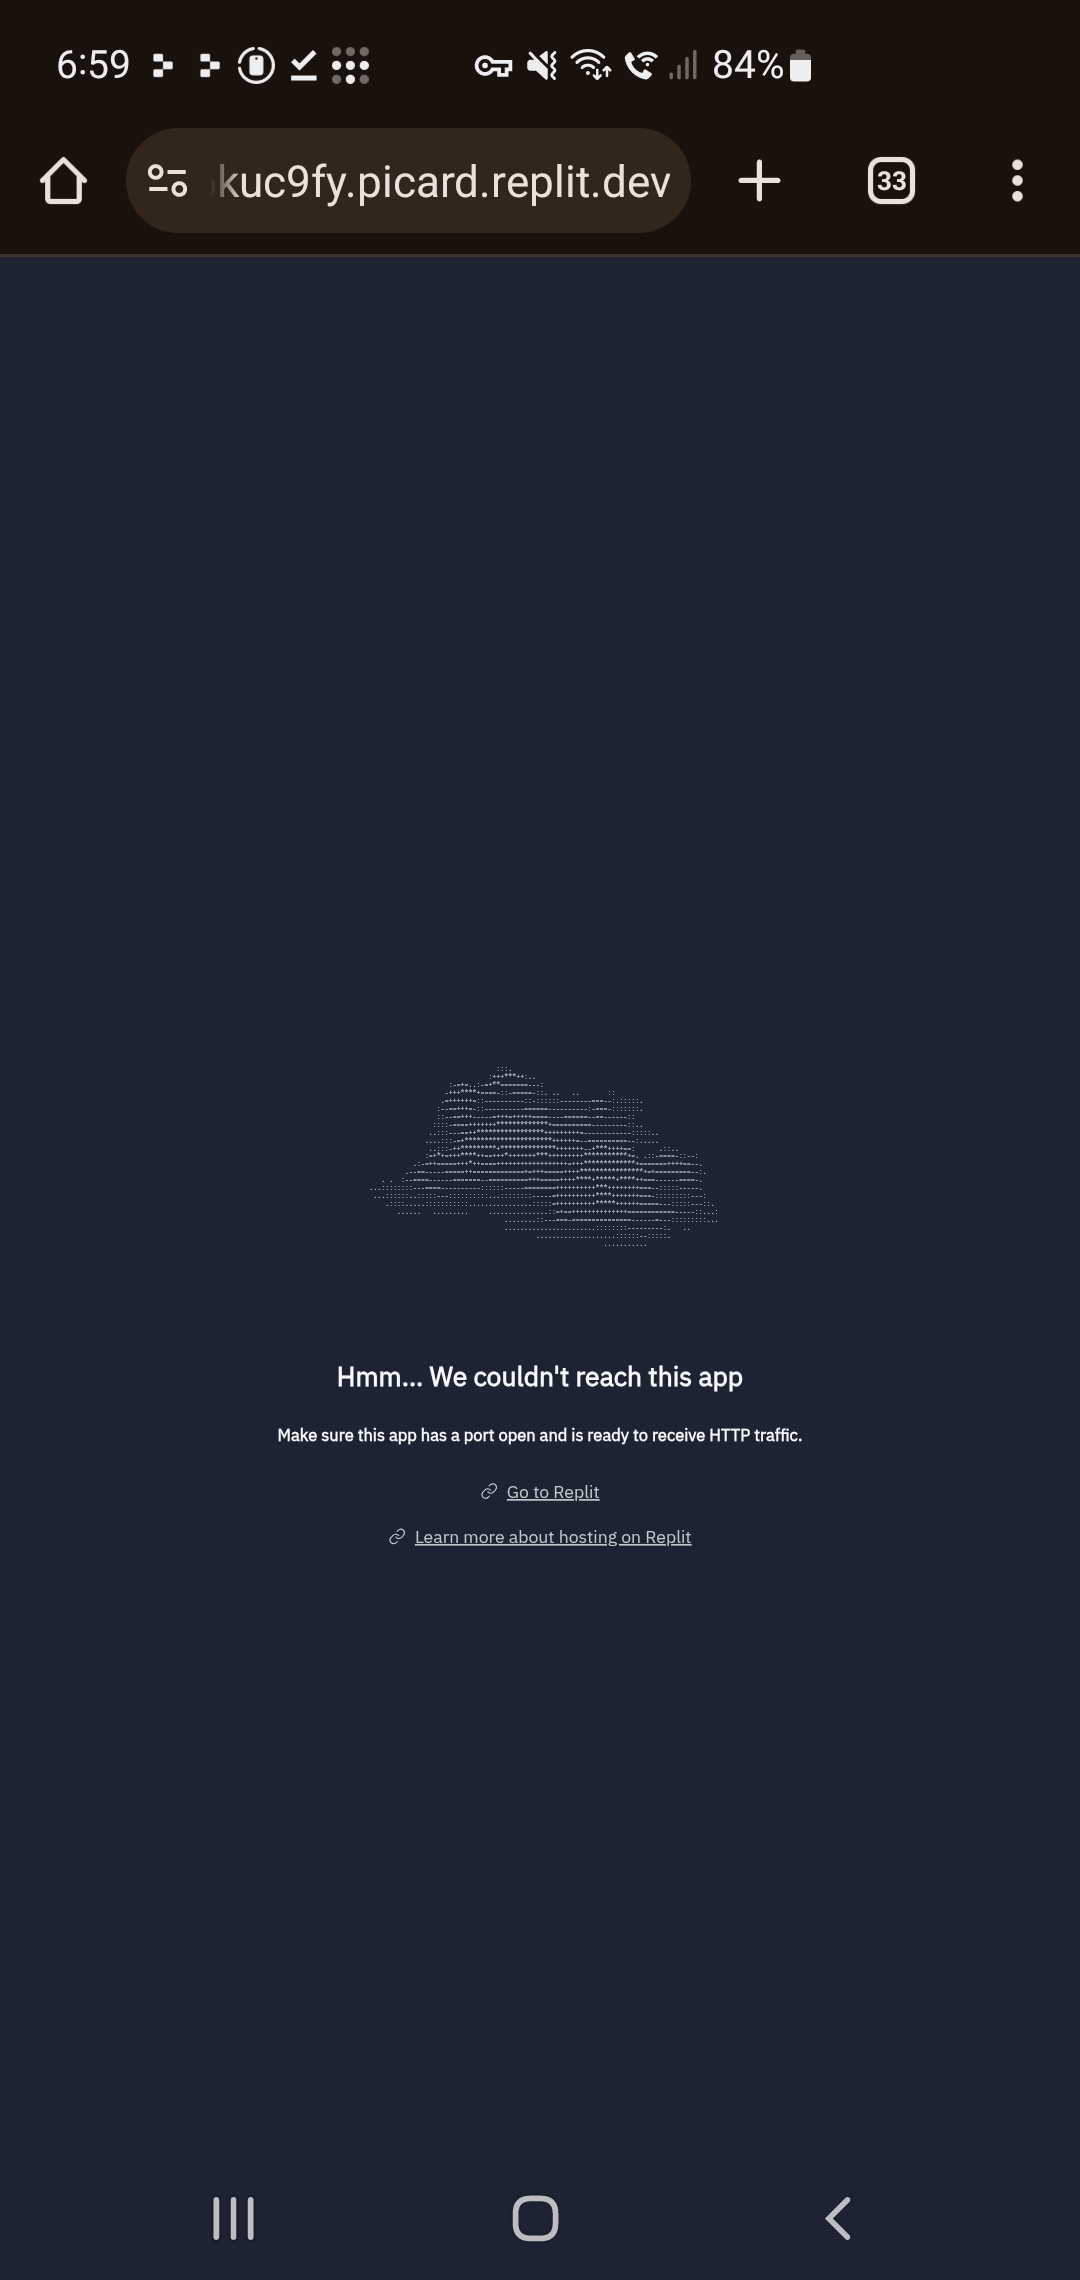 6:59
84%
kuc9fy.picard.replit.dev
33
Hmm... We couldn't reach this app
Make sure this app has a port open and is ready to receive HTTP traffic.
Go to Replit
Learn more about hosting on Replit